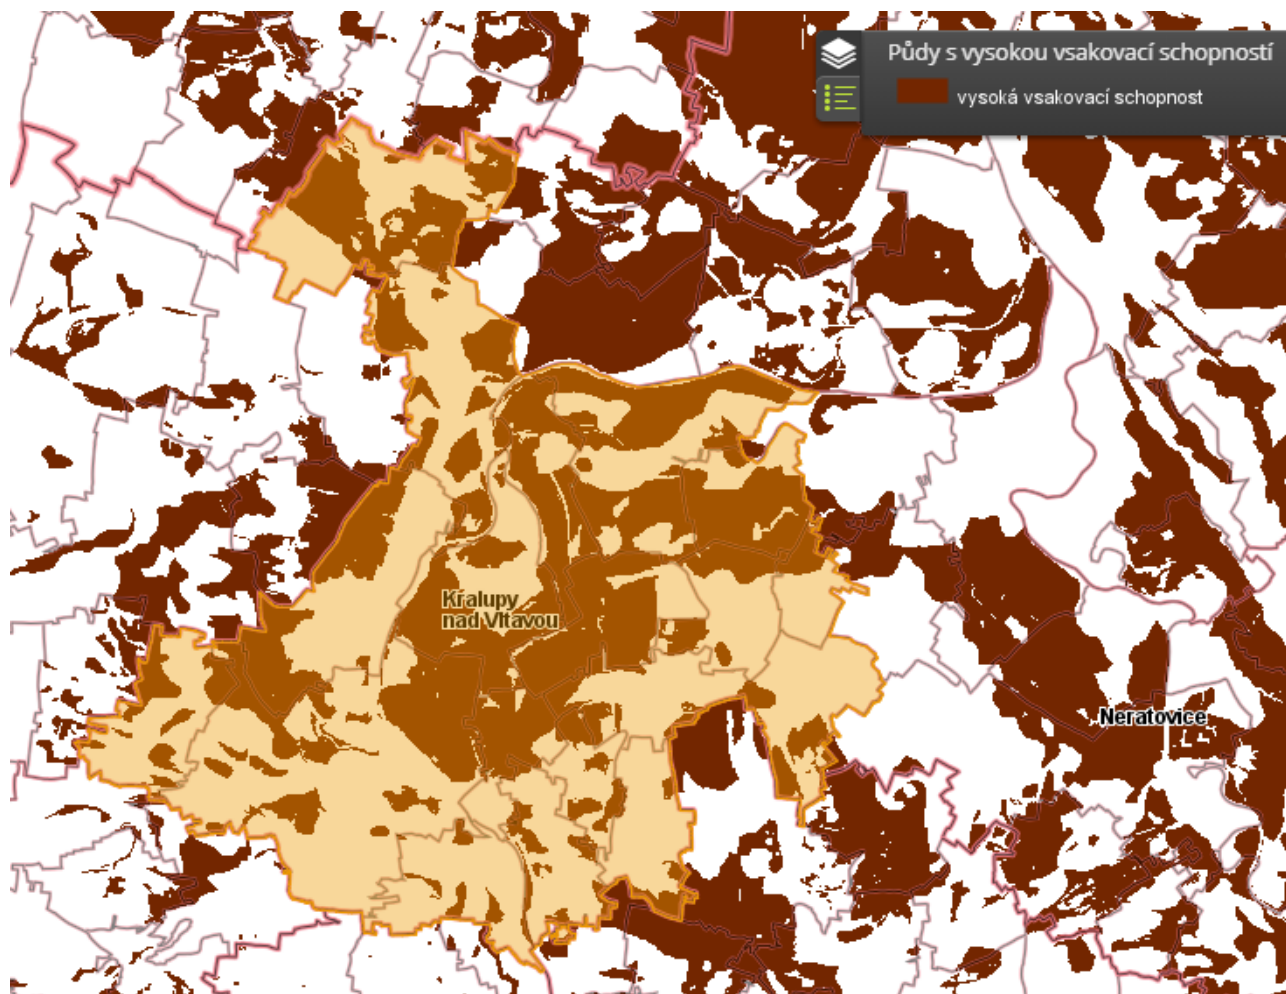 Půdy s vysokou vsakovací schopností
vysoká vsakovací schopnost
Kralupy
nad Vltavou
Neratovice